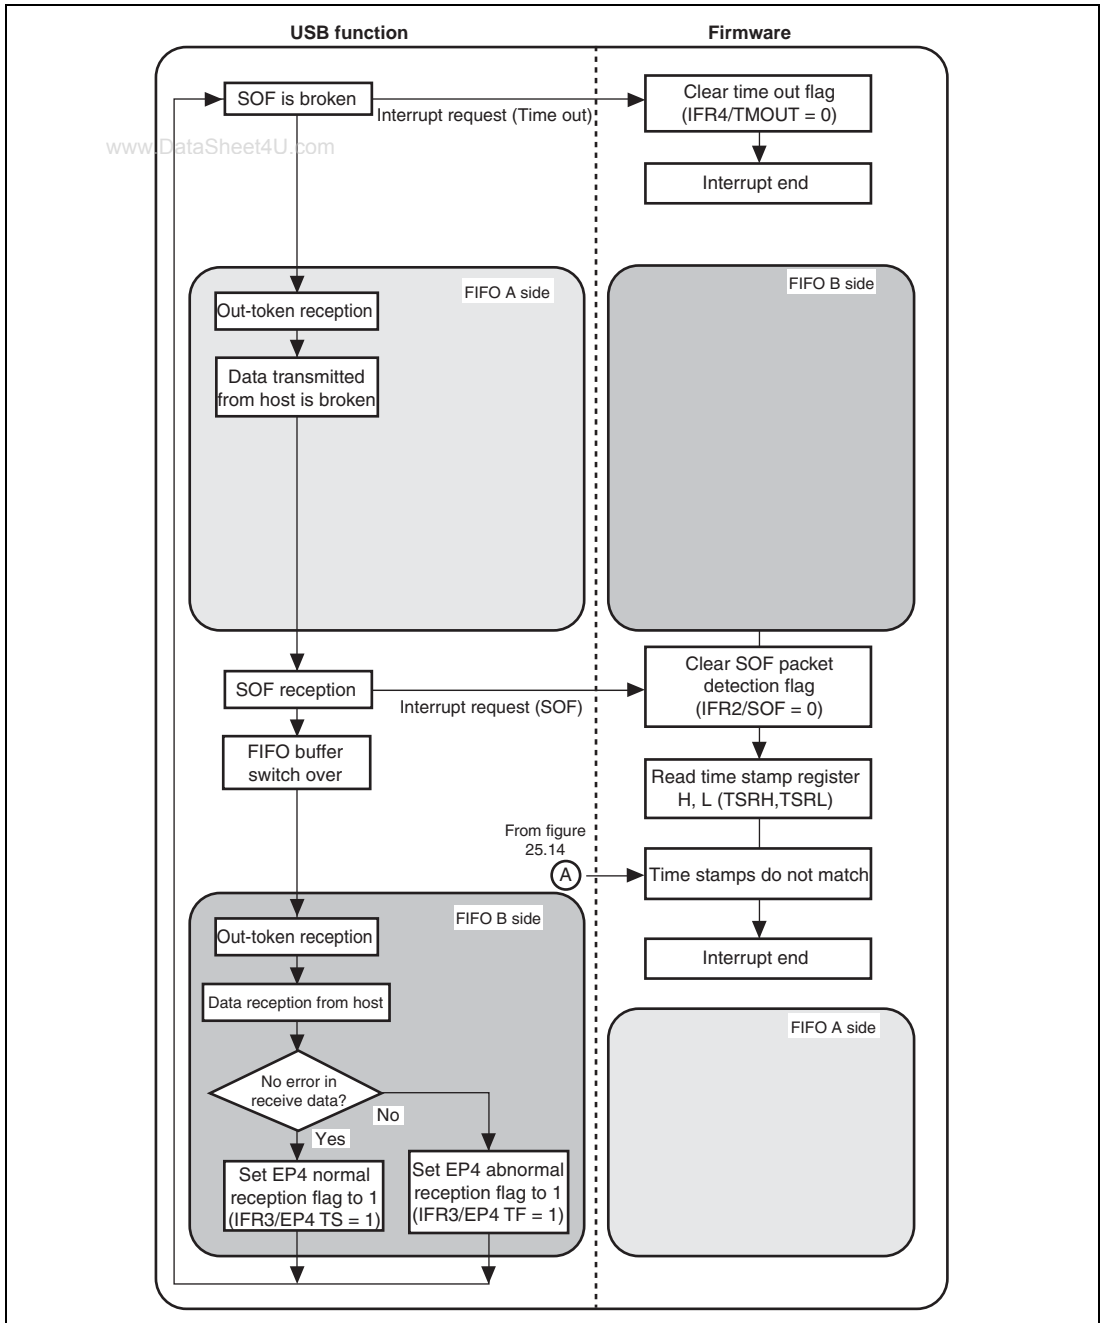 USB function
Firmware
SOF is broken
Interrupt request (Time out)
Clear time out flag
(IFR4/TMOUT = 0)
www.DataSheet4U.com
Interrupt end
FIFO A side
FIFO B side
Out-token reception
Data transmitted
from host is broken
SOF reception
Interrupt request (SOF)
Clear SOF packet
detection flag
(IFR2/SOF = 0)
FIFO buffer
switch over
Read time stamp register
H, L (TSRH,TSRL)
From figure
25.14
A
Time stamps do not match
FIFO B side
Out-token reception
Interrupt end
Data reception from host
FIFO A side
No error in
receive data?
No
Yes
Set EP4 normal
reception flag to 1
(IFR3/EP4 TS = 1)
Set EP4 abnormal
reception flag to 1
(IFR3/EP4 TF = 1)